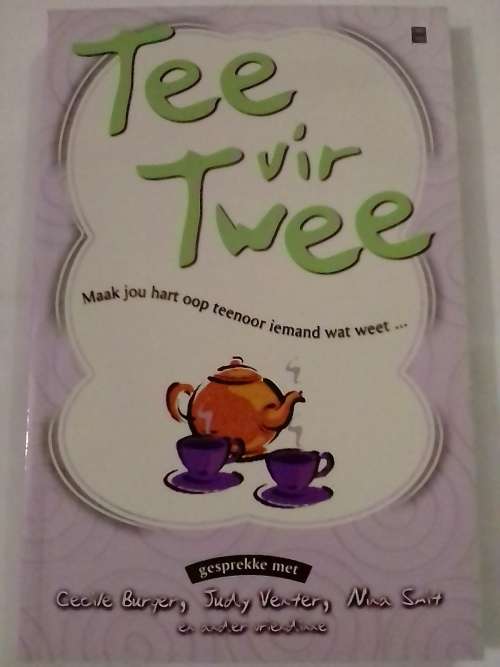 Tee
vir
Twee
Maak jou hart oop teenoor iemand wat weet ...
gesprekke met
Cecile Burger, Judy Venter, Nina Smit
en ander vriendinne